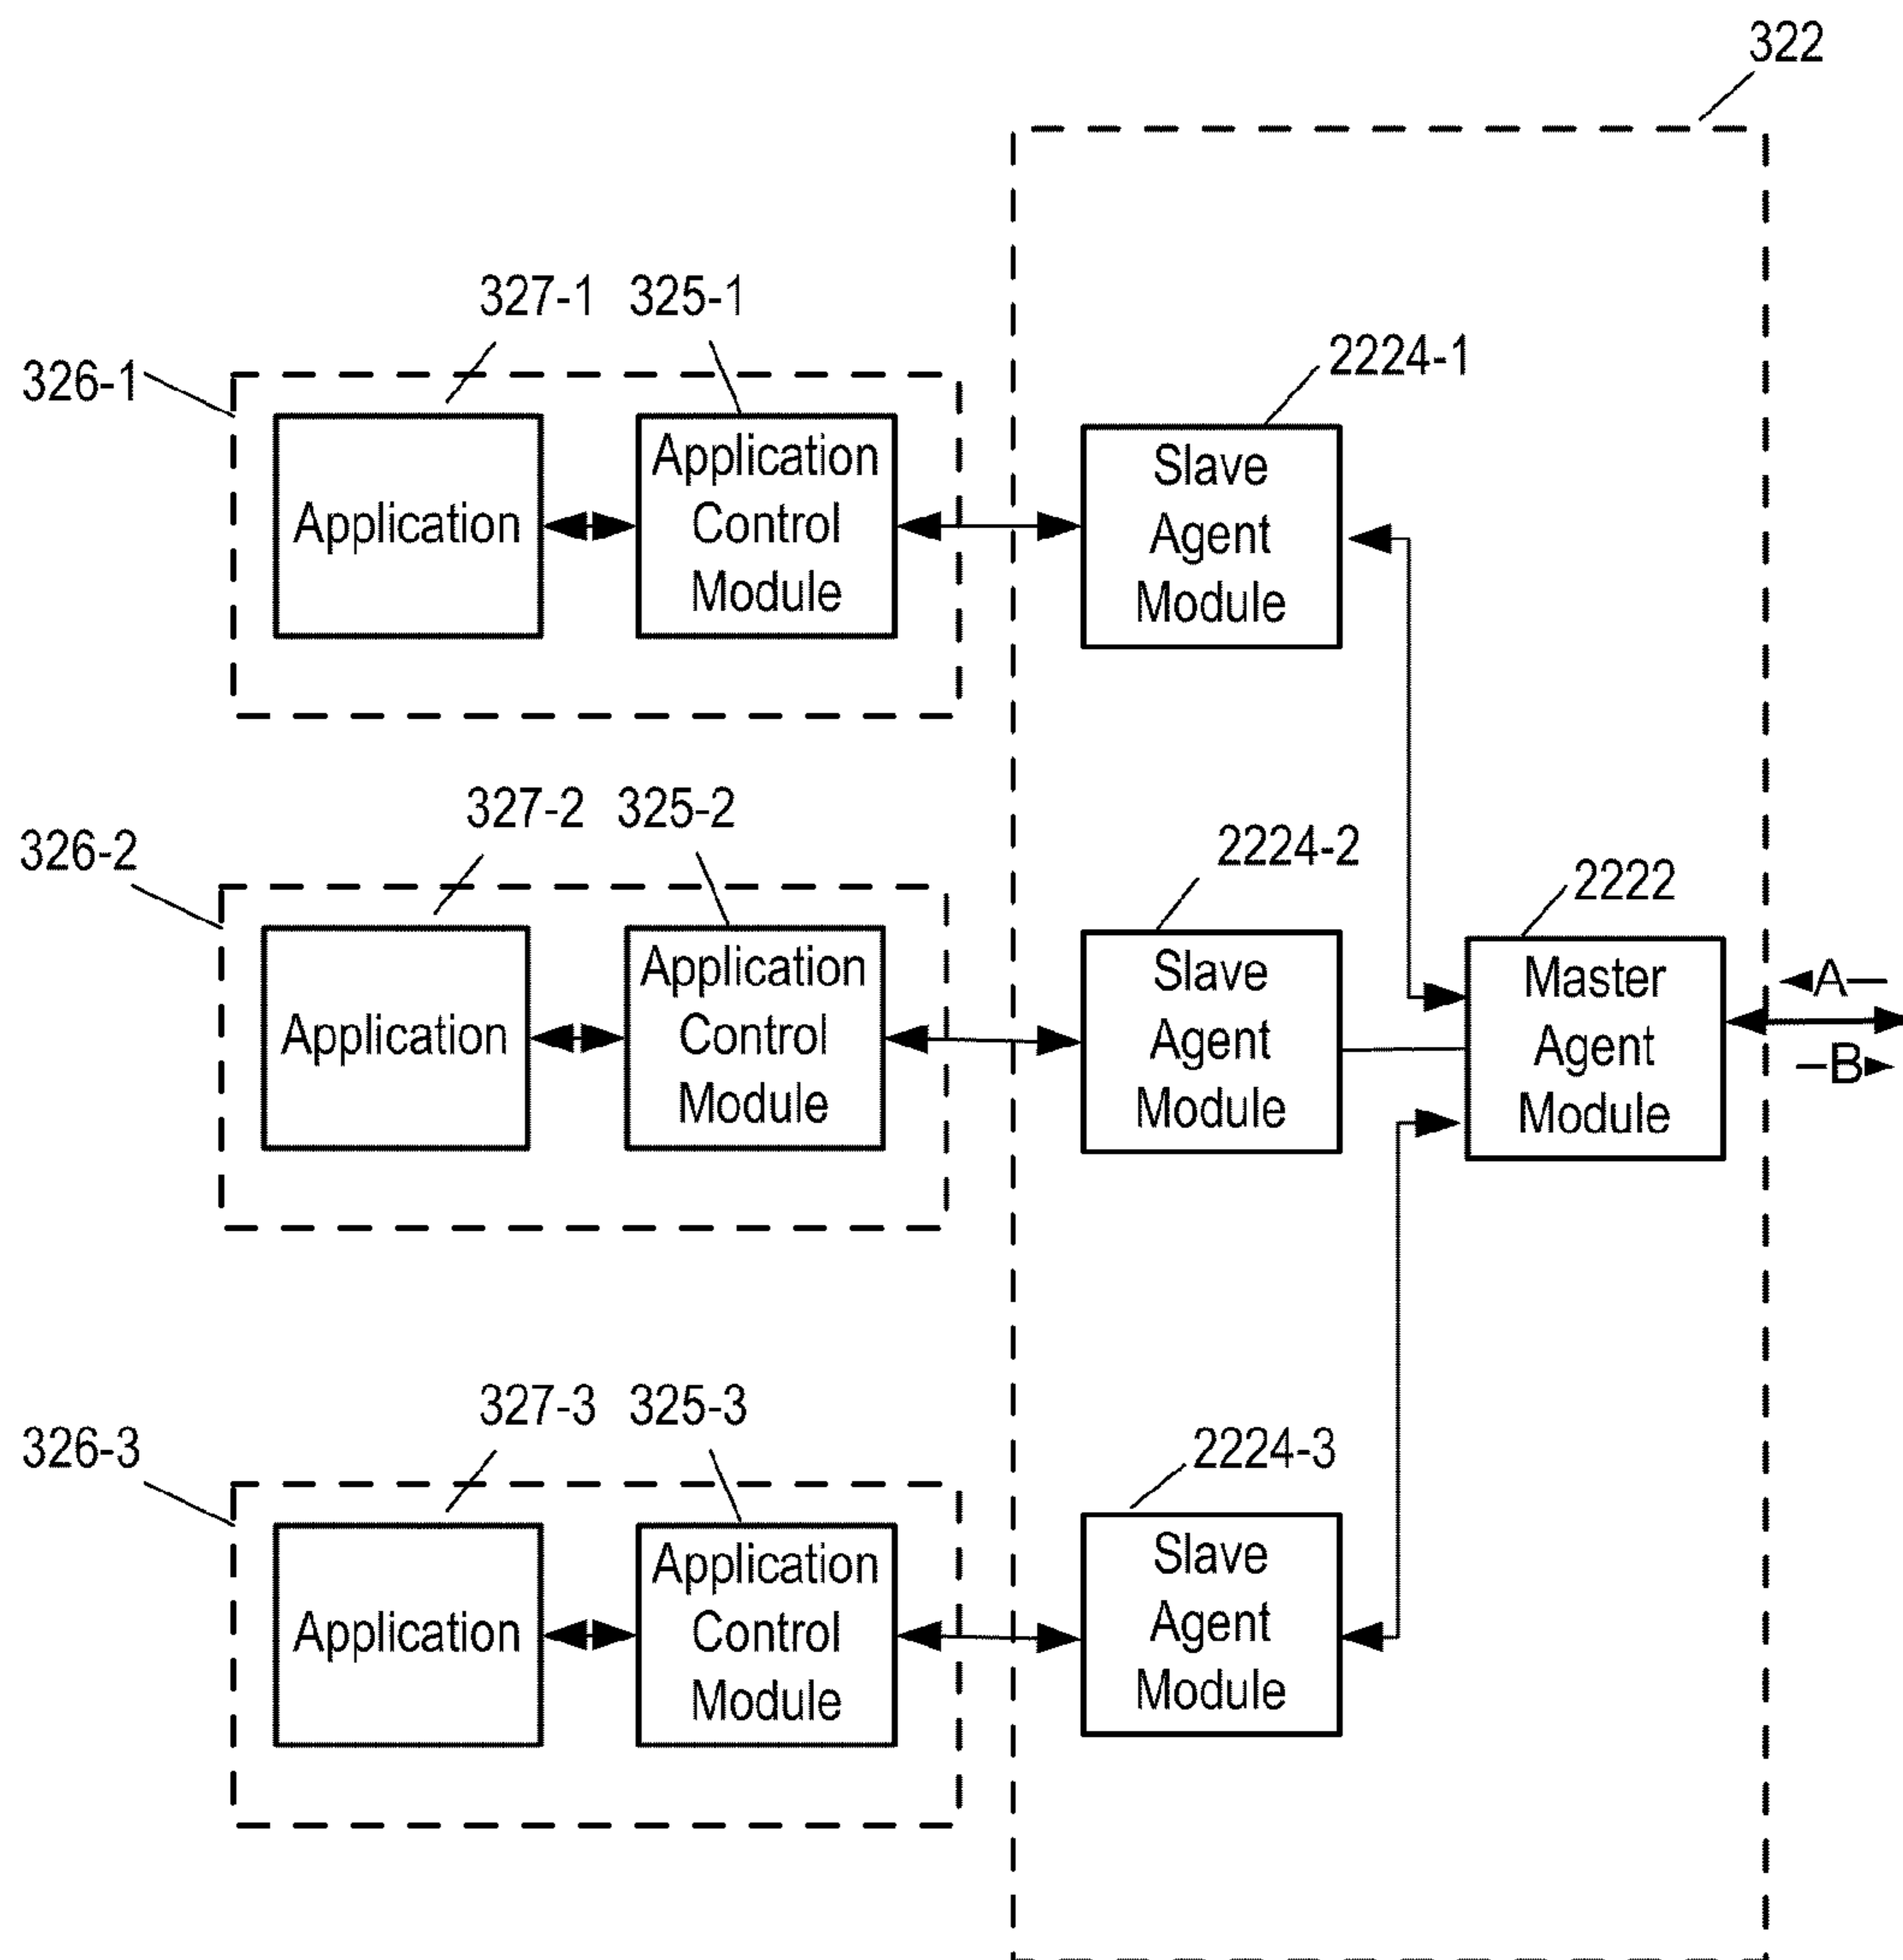 322
327-1 325-1
326-1
2224-1
Application
Application
Control
Module
Slave
Agent
Module
327-2 325-2
326-2
2224-2
2222
Application
Application
Control
Module
Slave
Agent
Module
Master
Agent
Module
A
B
327-3 325-3
326-3
2224-3
Application
Application
Control
Module
Slave
Agent
Module